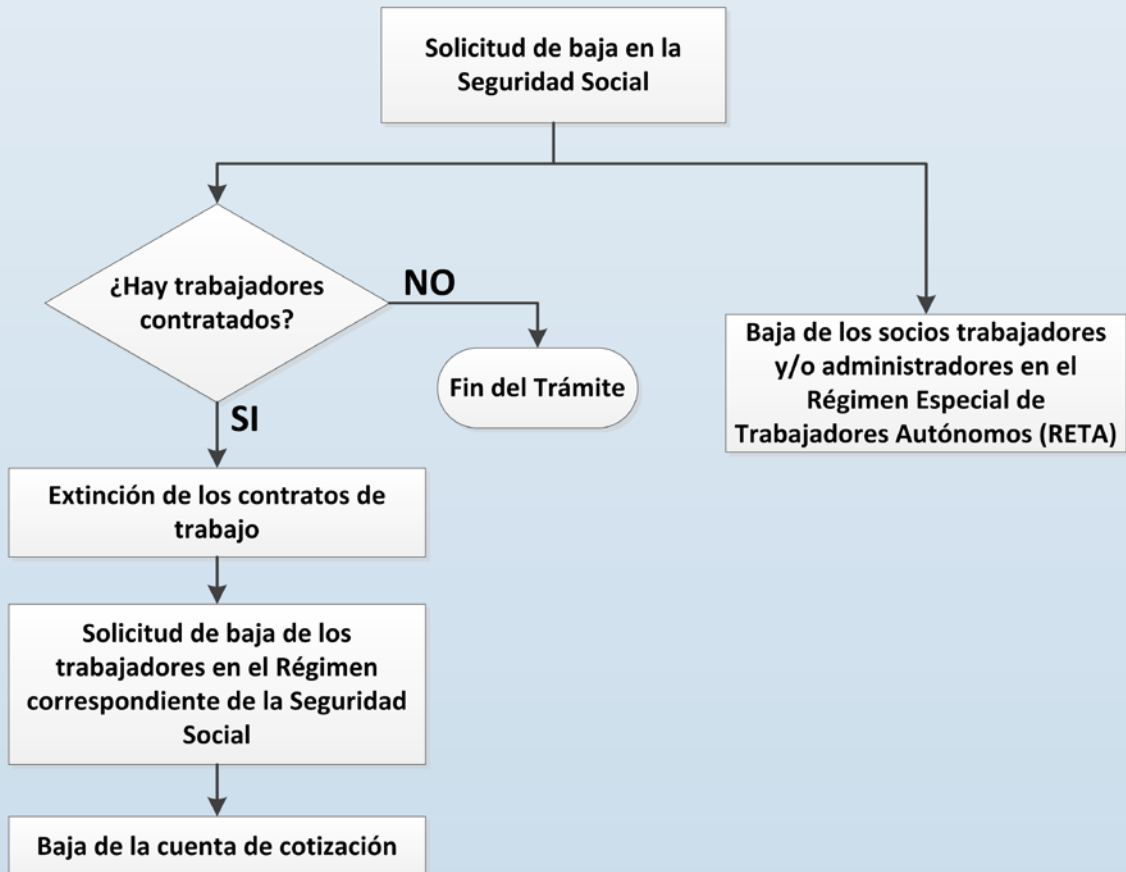 Solicitud de baja en la
Seguridad Social
¿Hay trabajadores
contratados?
NO
Fin del Trámite
Baja de los socios trabajadores
y/o administradores en el
Régimen Especial de
Trabajadores Autónomos (RETA)
SI
Extinción de los contratos de
trabajo
Solicitud de baja de los
trabajadores en el Régimen
correspondiente de la Seguridad
Social
Baja de la cuenta de cotización